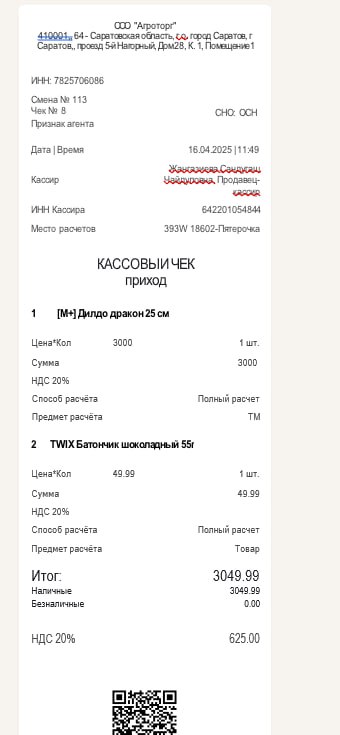 ООО "Агроторг"
410001,, 64 - Саратовская область, г.о. город Саратов, г
Саратов,, проезд 5-й Нагорный, Дом28, К. 1, Помещение1
ИНН: 7825706086
Смена № 113
Чек № 8
СНО: ОСН
Признак агента
Дата | Время 16.04.2025 | 11:49
Жангазиева Сандугаш
Кассир Чайдуловна, Продавец-
кассир
ИНН Кассира 642201054844
Место расчетов 393W 18602-Пятерочка
КАССОВЫЙ ЧЕК
приход
1 [M+] Дилдо дракон 25 см
Цена*Кол 3000 1 шт.
Сумма 3000
НДС 20%
Способ расчёта Полный расчет
Предмет расчёта ТМ
2 TWIX Батончик шоколадный 55г
Цена*Кол 49.99 1 шт.
Сумма 49.99
НДС 20%
Способ расчёта Полный расчет
Предмет расчёта Товар
Итог: 3049.99
Наличные 3049.99
Безналичные 0.00
НДС 20% 625.00